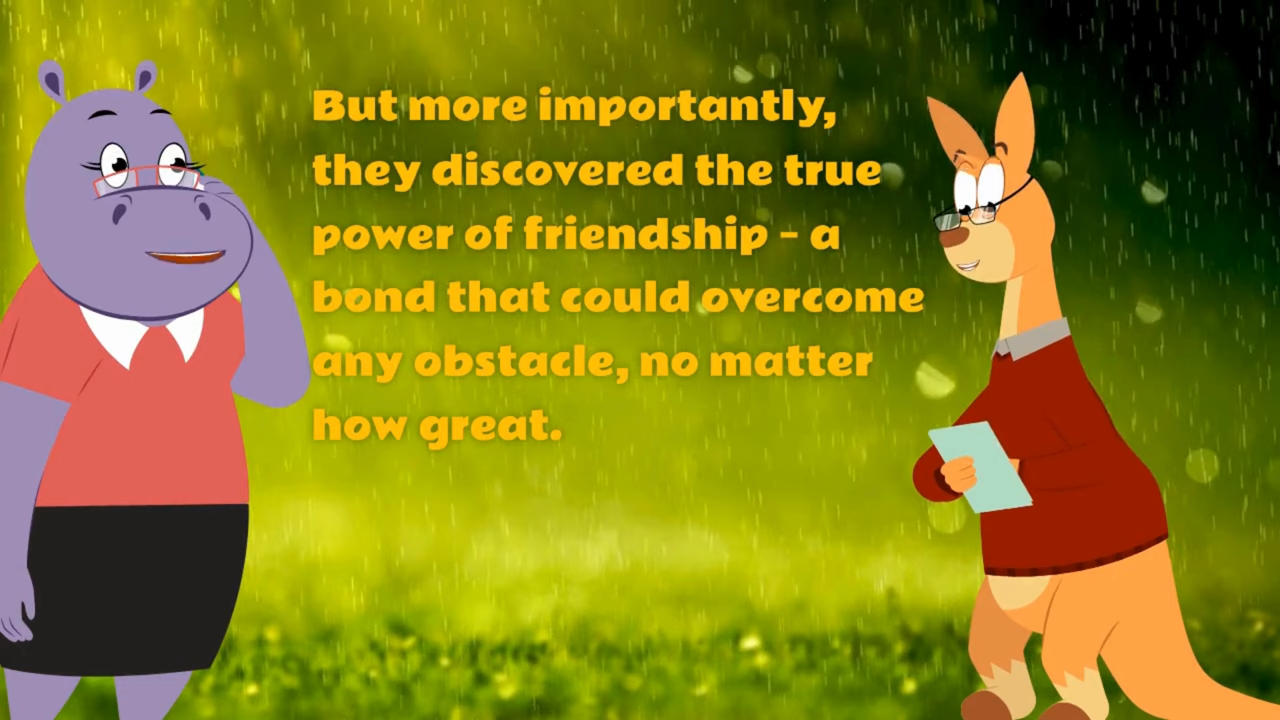 But more importantly,
they discovered the true
power of friendship - a
bond that could overcome
any obstacle, no matter
how great.